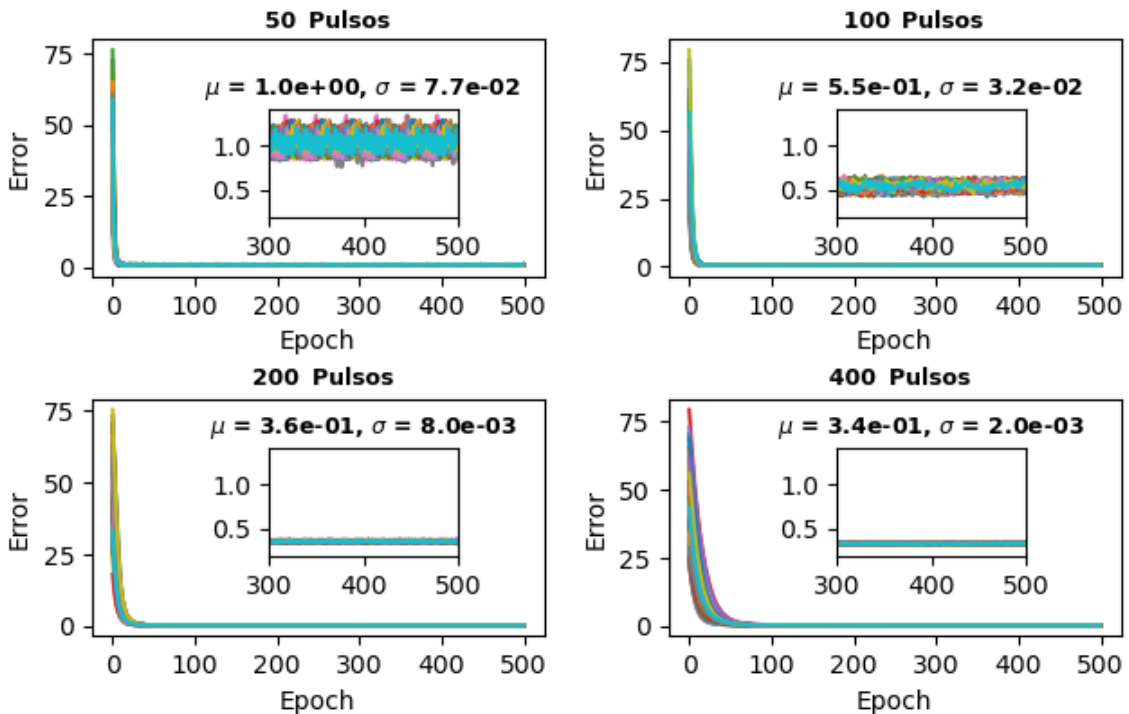 50 Pulsos
75
50
25
0
Error
μ = 1.0e+00, σ = 7.7e-02
1.0
0.5
300 400 500
0 100 200 300 400 500
Epoch
100 Pulsos
75
50
25
0
Error
μ = 5.5e-01, σ = 3.2e-02
1.0
0.5
300 400 500
0 100 200 300 400 500
Epoch
200 Pulsos
75
50
25
0
Error
μ = 3.6e-01, σ = 8.0e-03
1.0
0.5
300 400 500
0 100 200 300 400 500
Epoch
400 Pulsos
75
50
25
0
Error
μ = 3.4e-01, σ = 2.0e-03
1.0
0.5
300 400 500
0 100 200 300 400 500
Epoch